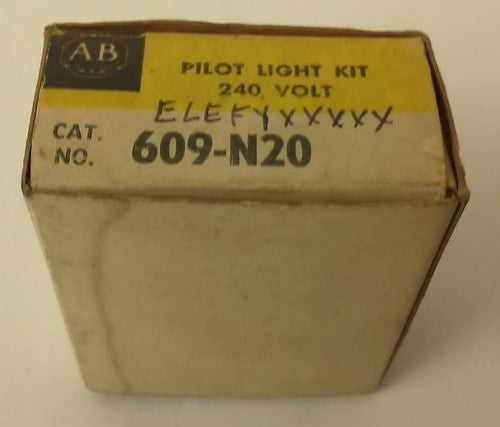 AB
PILOT LIGHT KIT
240 VOLT
ELEFYXXXXX
CAT. NO. 609-N20